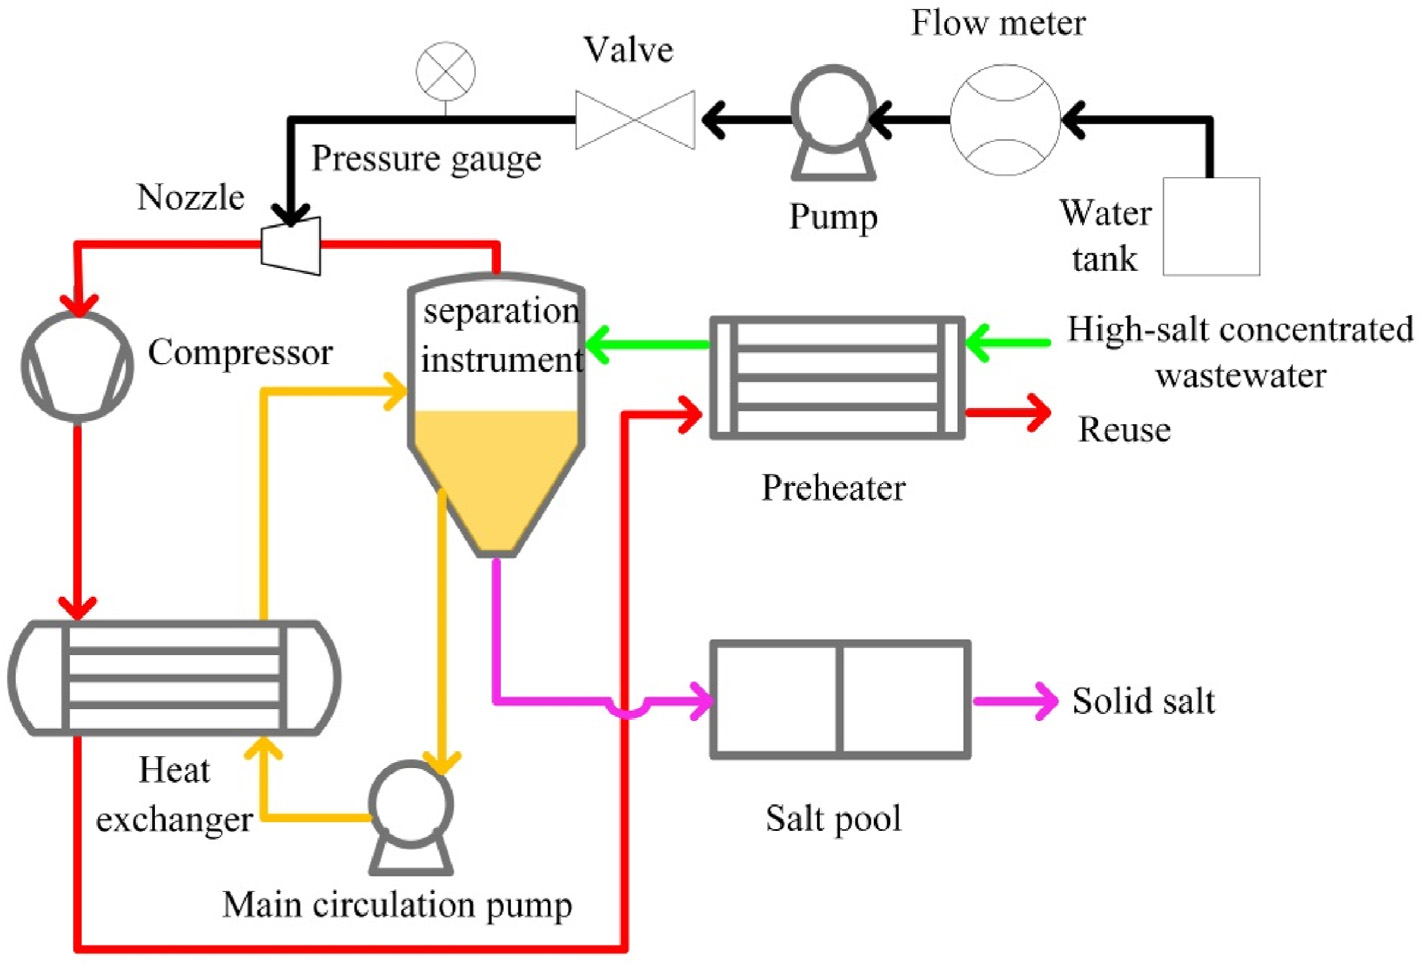 Flow meter
Valve
Pressure gauge
Nozzle
Pump
Water
tank
separation
instrument
High-salt concentrated
wastewater
Compressor
Reuse
Preheater
Solid salt
Heat
exchanger
Salt pool
Main circulation pump